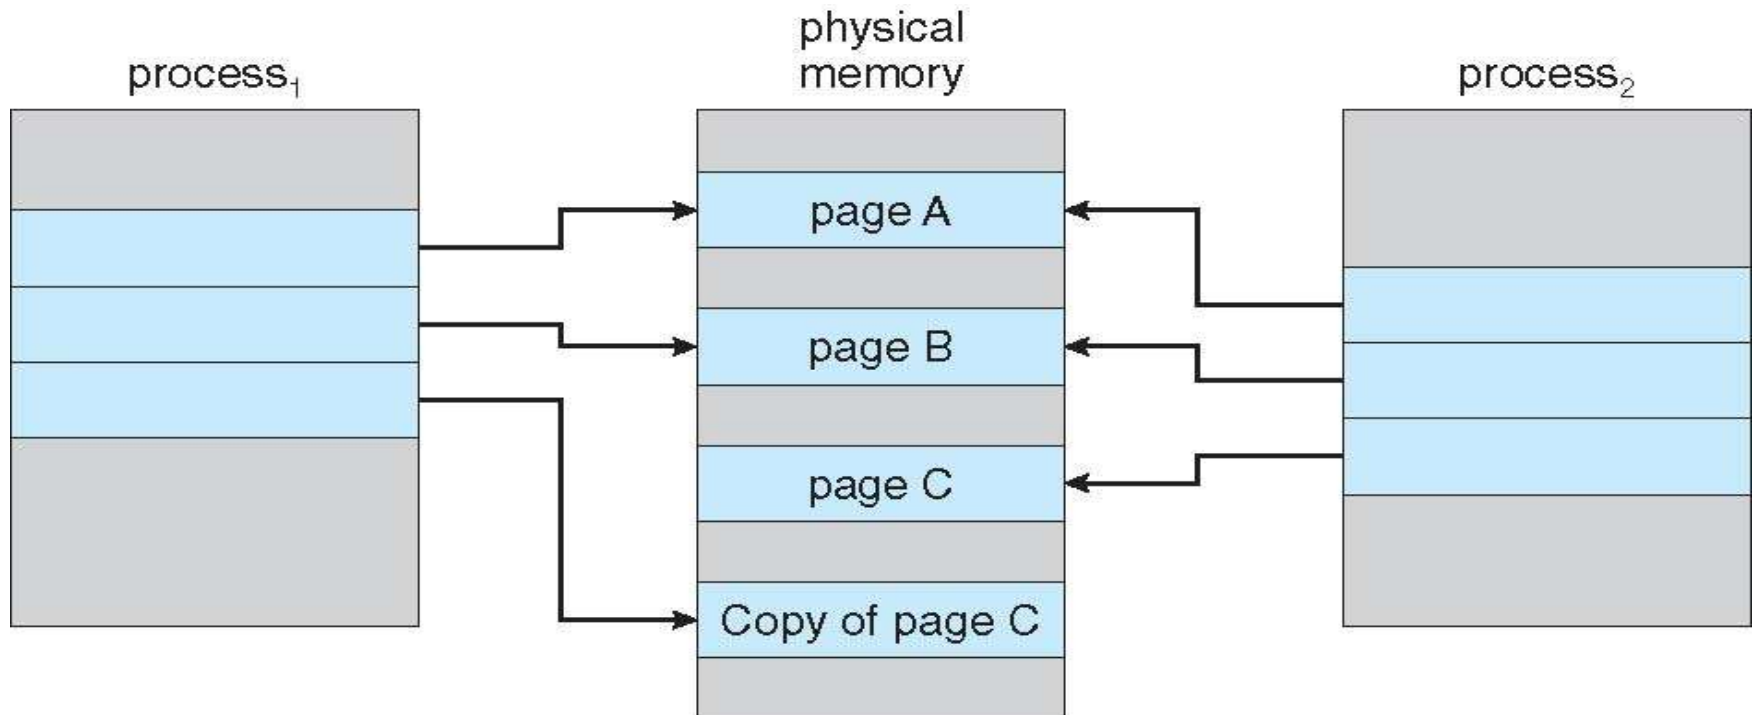 process₁
physical
memory
process₂
page A
page B
page C
Copy of page C